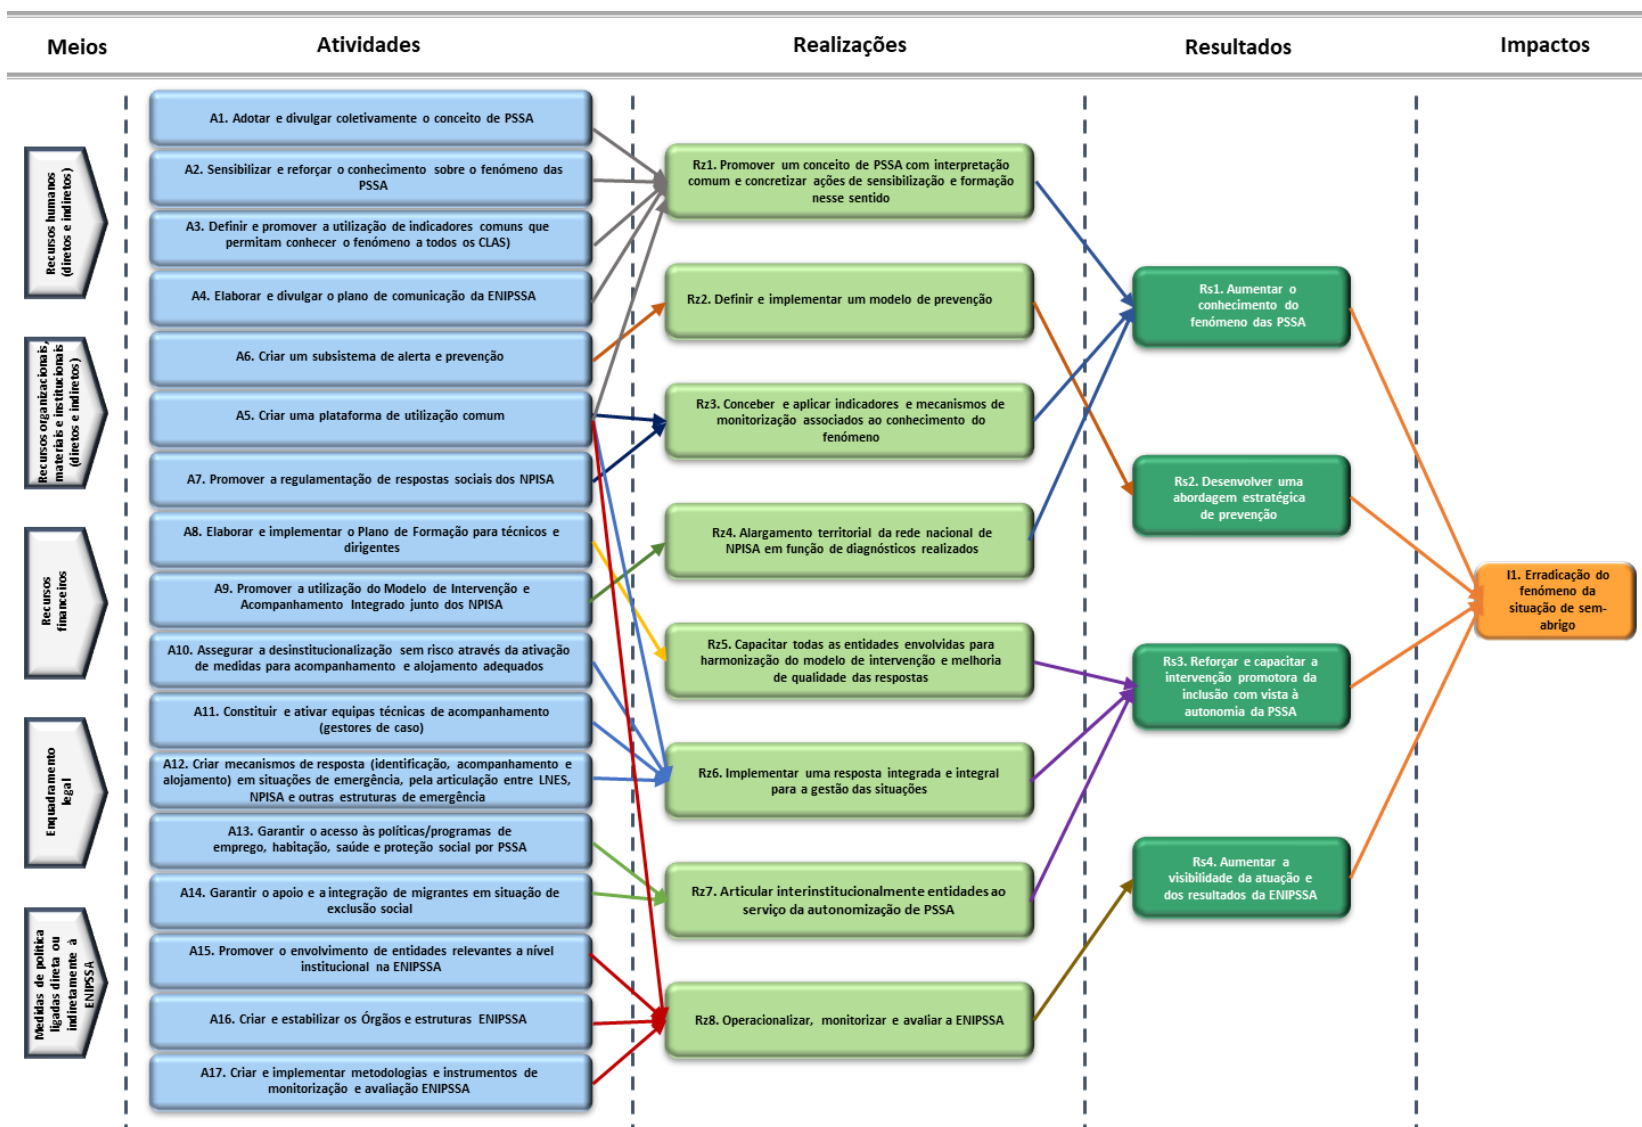 Meios
Atividades
Realizações
Resultados
Impactos
Recursos humanos
(diretos e indiretos)
Recursos organizacionais,
materiais e institucionais
(diretos e indiretos)
Recursos
financeiros
Enquadramento
legal
Medidas de política
ligadas direta ou
indiretamente à
ENIPSSA
A1. Adotar e divulgar coletivamente o conceito de PSSA
A2. Sensibilizar e reforçar o conhecimento sobre o fenómeno das
PSSA
A3. Definir e promover a utilização de indicadores comuns que
permitam conhecer o fenómeno a todos os CLAS)
A4. Elaborar e divulgar o plano de comunicação da ENIPSSA
A6. Criar um subsistema de alerta e prevenção
A5. Criar uma plataforma de utilização comum
A7. Promover a regulamentação de respostas sociais dos NPISA
A8. Elaborar e implementar o Plano de Formação para técnicos e
dirigentes
A9. Promover a utilização do Modelo de Intervenção e
Acompanhamento Integrado junto dos NPISA
A10. Assegurar a desinstitucionalização sem risco através da ativação
de medidas para acompanhamento e alojamento adequados
A11. Constituir e ativar equipas técnicas de acompanhamento
(gestores de caso)
A12. Criar mecanismos de resposta (identificação, acompanhamento e
alojamento) em situações de emergência, pela articulação entre LNES,
NPISA e outras estruturas de emergência
A13. Garantir o acesso às políticas/programas de
emprego, habitação, saúde e proteção social por PSSA
A14. Garantir o apoio e a integração de migrantes em situação de
exclusão social
A15. Promover o envolvimento de entidades relevantes a nível
institucional na ENIPSSA
A16. Criar e estabilizar os Órgãos e estruturas ENIPSSA
A17. Criar e implementar metodologias e instrumentos de
monitorização e avaliação ENIPSSA
Rz1. Promover um conceito de PSSA com interpretação
comum e concretizar ações de sensibilização e formação
nesse sentido
Rz2. Definir e implementar um modelo de prevenção
Rz3. Conceber e aplicar indicadores e mecanismos de
monitorização associados ao conhecimento do
fenómeno
Rz4. Alargamento territorial da rede nacional de
NPISA em função de diagnósticos realizados
Rz5. Capacitar todas as entidades envolvidas para
harmonização do modelo de intervenção e melhoria
de qualidade das respostas
Rz6. Implementar uma resposta integrada e integral
para a gestão das situações
Rz7. Articular interinstitucionalmente entidades ao
serviço da autonomização de PSSA
Rz8. Operacionalizar, monitorizar e avaliar a ENIPSSA
Rs1. Aumentar o
conhecimento do
fenómeno das PSSA
Rs2. Desenvolver uma
abordagem estratégica
de prevenção
Rs3. Reforçar e capacitar a
intervenção promotora da
inclusão com vista à
autonomia da PSSA
Rs4. Aumentar a
visibilidade da atuação e
dos resultados da ENIPSSA
I1. Erradicação do
fenómeno da
situação de sem-
abrigo